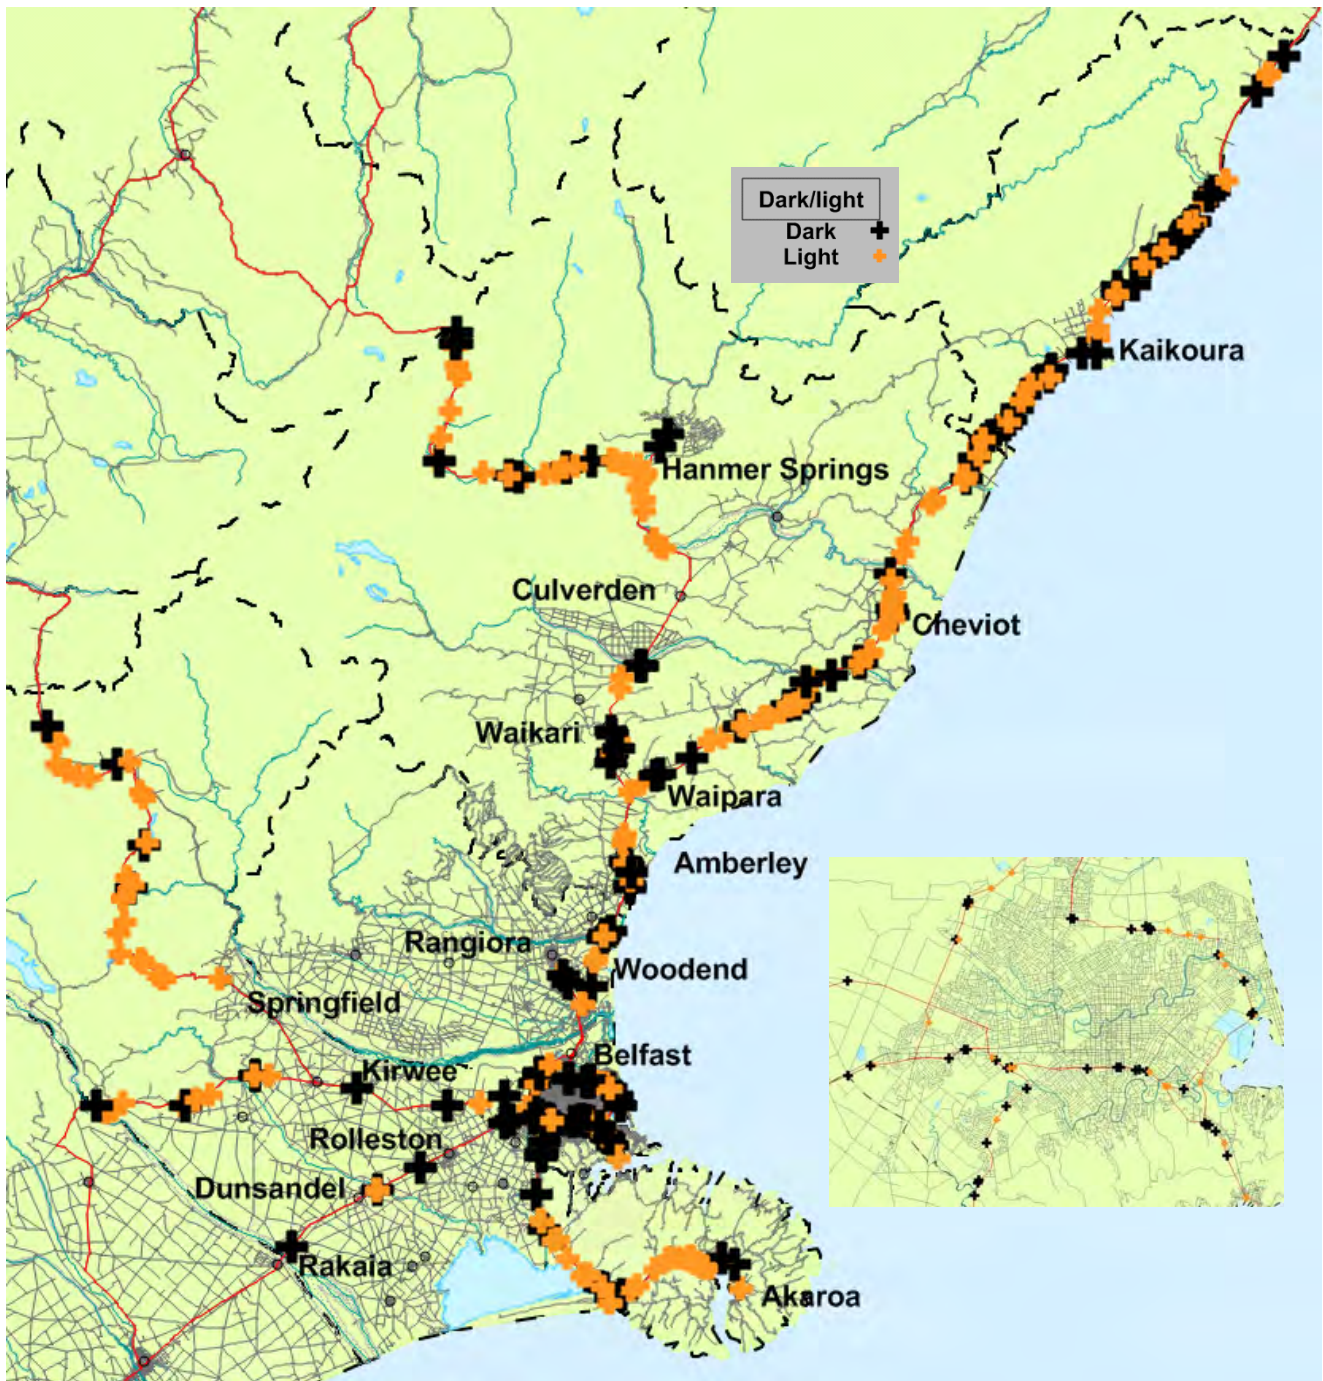 Dark/light
Dark
Light
Kaikoura
Hanmer Springs
Culverden
Cheviot
Waikari
Waipara
Amberley
Rangiora
Woodend
Springfield
Belfast
Kirwee
Rolleston
Dunsandel
Rakaia
Akaroa